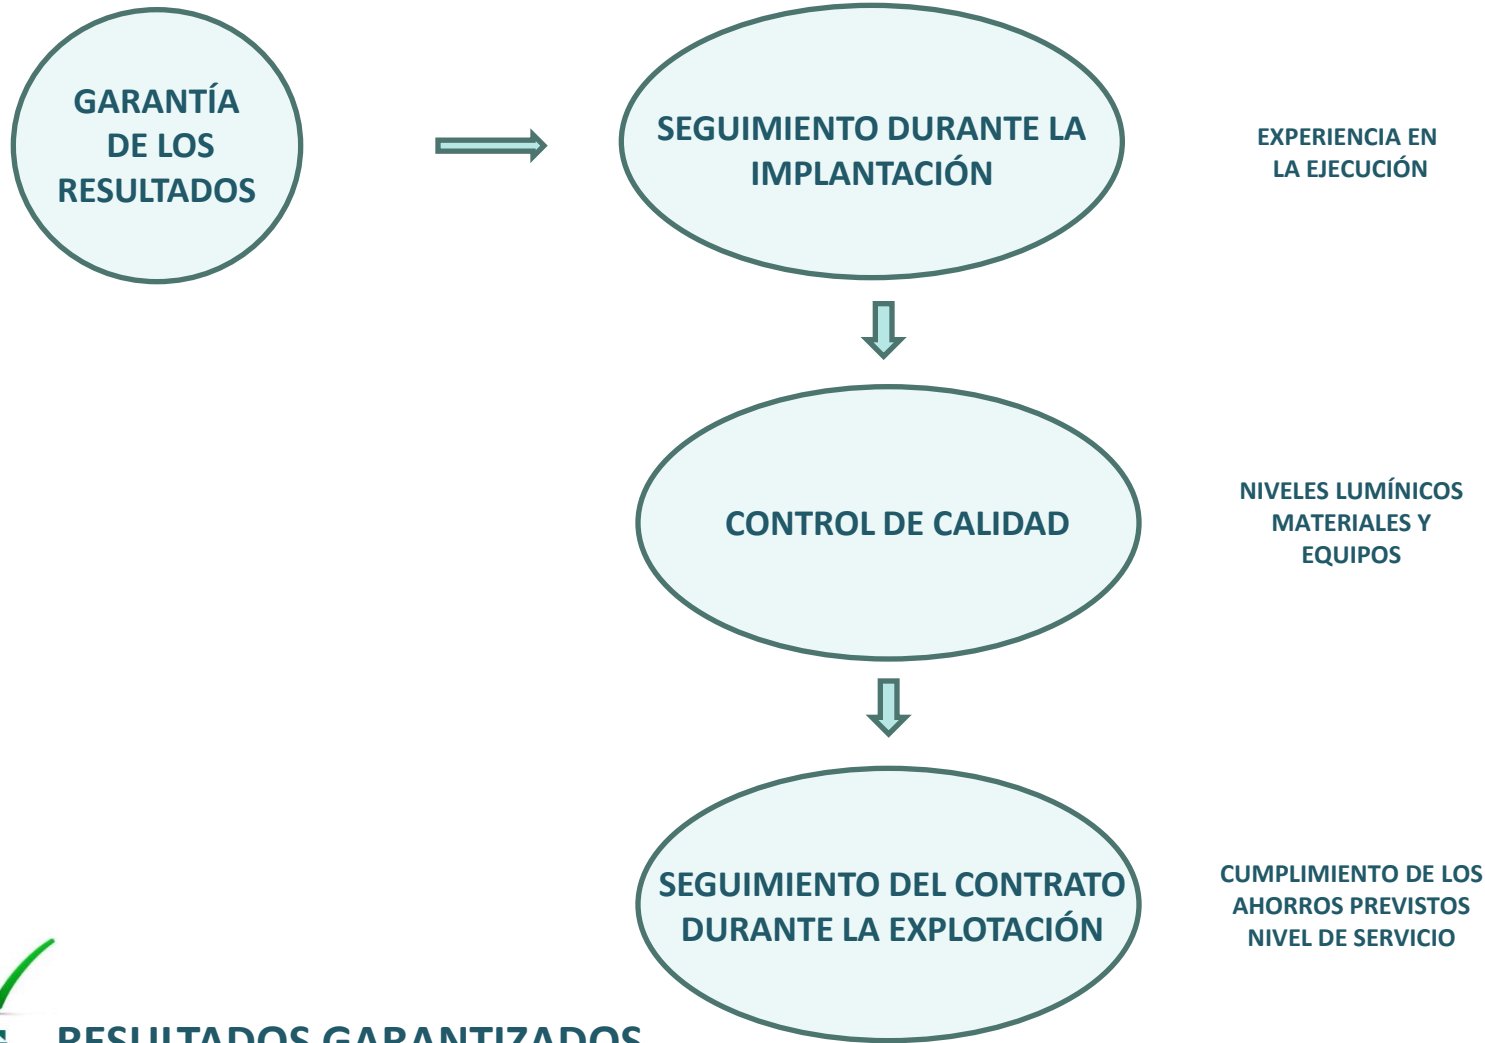 GARANTÍA
DE LOS
RESULTADOS
SEGUIMIENTO DURANTE LA
IMPLANTACIÓN
EXPERIENCIA EN
LA EJECUCIÓN
CONTROL DE CALIDAD
NIVELES LUMÍNICOS
MATERIALES Y
EQUIPOS
SEGUIMIENTO DEL CONTRATO
DURANTE LA EXPLOTACIÓN
CUMPLIMIENTO DE LOS
AHORROS PREVISTOS
NIVEL DE SERVICIO
RESULTADOS GARANTIZADOS